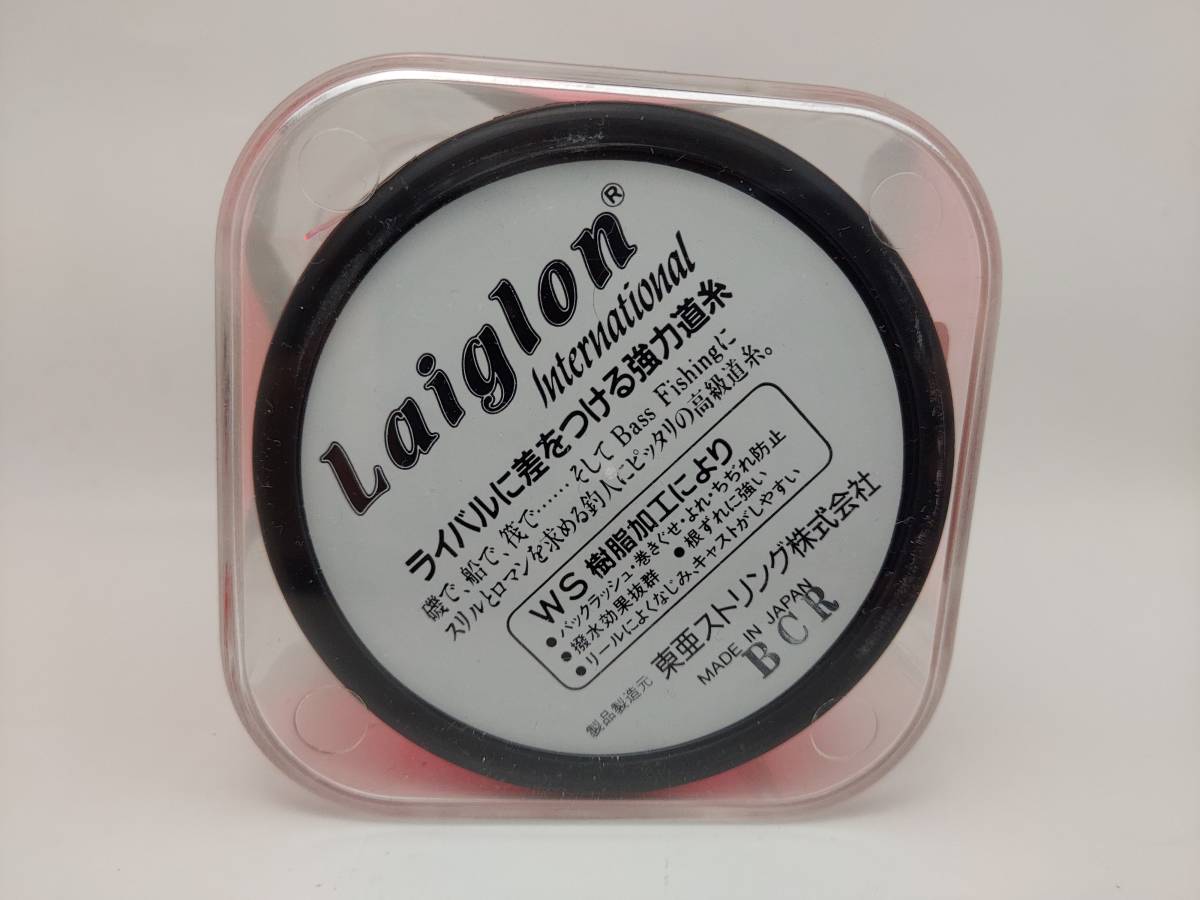 Laiglon®
International
ライバルに差をつける強力道糸
磯で、船で、筏で……そして Bass Fishingに
スリルとロマンを求める釣人にピッタリの高級道糸。
WS 樹脂加工により
●バックラッシュ・巻きぐせ・よれ・ちぢれ防止
●撥水効果抜群 ●根ずれに強い
●リールによくなじみ、キャストがしやすい
製品製造元 東亜ストリング株式会社
MADE IN JAPAN
BCR